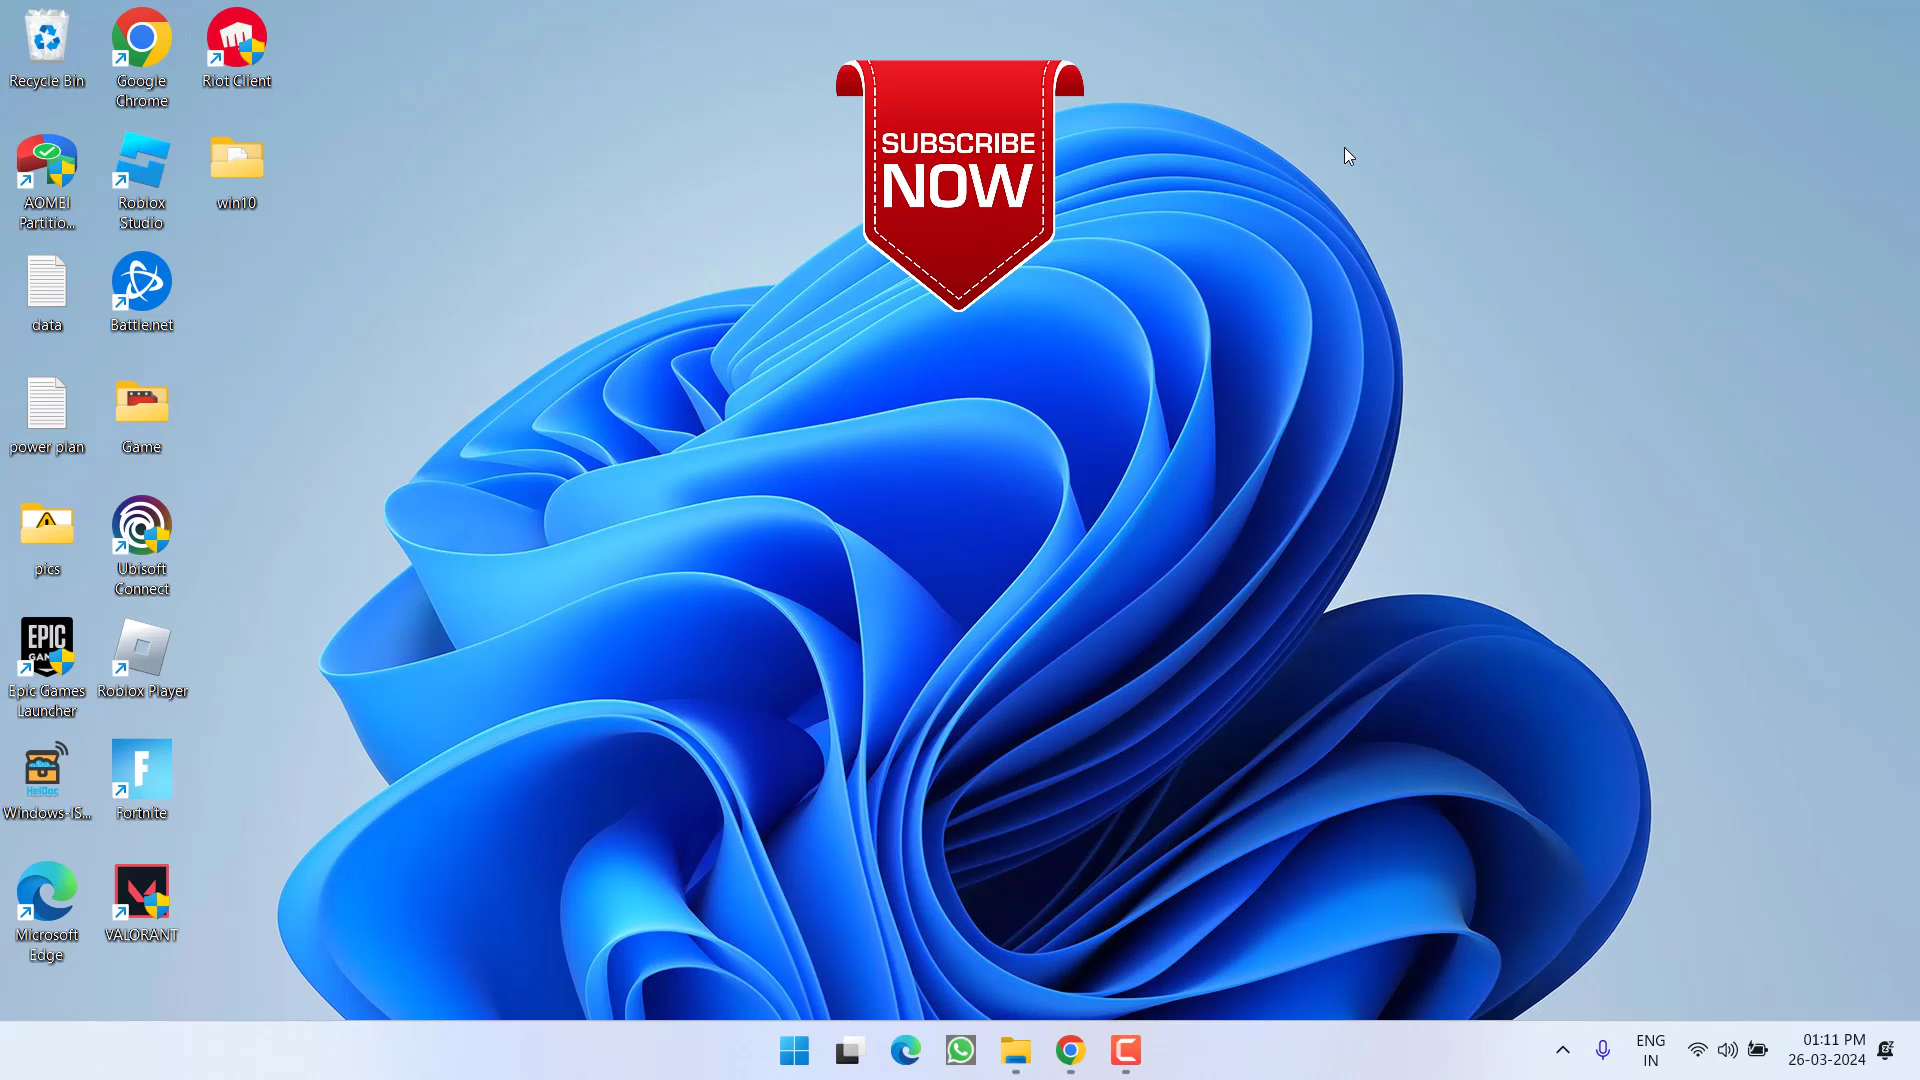 Recycle Bin
Google
Chrome
Riot Client
AOMEI
Partitio...
Roblox
Studio
win10
data
Battle.net
power plan
Game
pics
Ubisoft
Connect
EPIC
GAMES
Epic Games
Launcher
Roblox Player
HeiDoc
Windows-IS...
F
Fortnite
Microsoft
Edge
VALORANT
SUBSCRIBE
NOW
ENG
IN
01:11 PM
26-03-2024